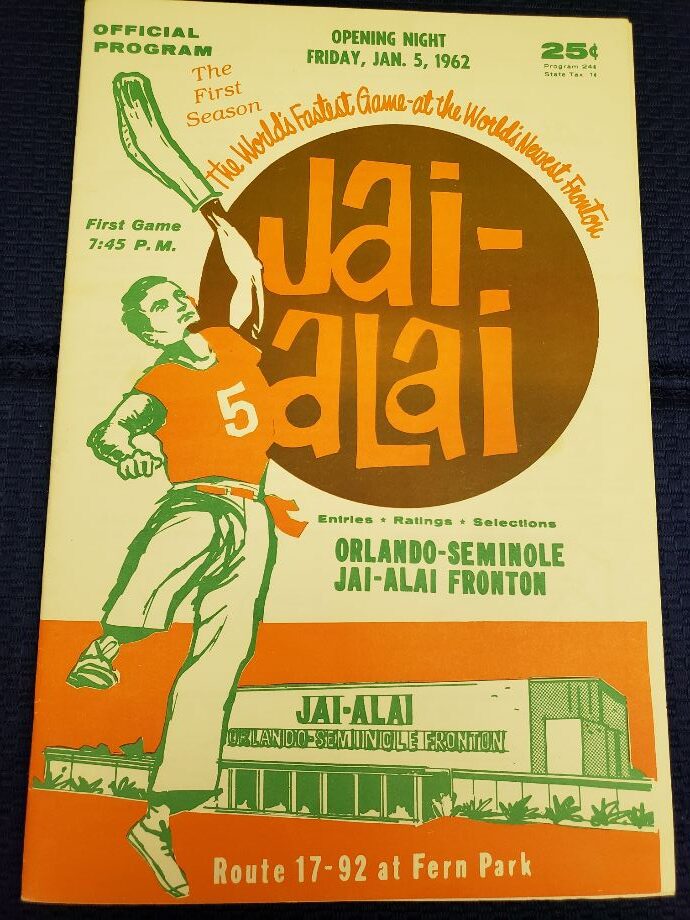 OFFICIAL
PROGRAM
OPENING NIGHT
FRIDAY, JAN. 5, 1962
25¢
Program 24¢
State Tax 1¢
The
First
Season
the World's Fastest Game-at the World's Newest Fronton
First Game
7:45 P.M.
Jai-
aLai
5
Entries * Ratings * Selections
ORLANDO-SEMINOLE
JAI-ALAI FRONTON
JAI-ALAI
ORLANDO-SEMINOLE FRONTON
Route 17-92 at Fern Park